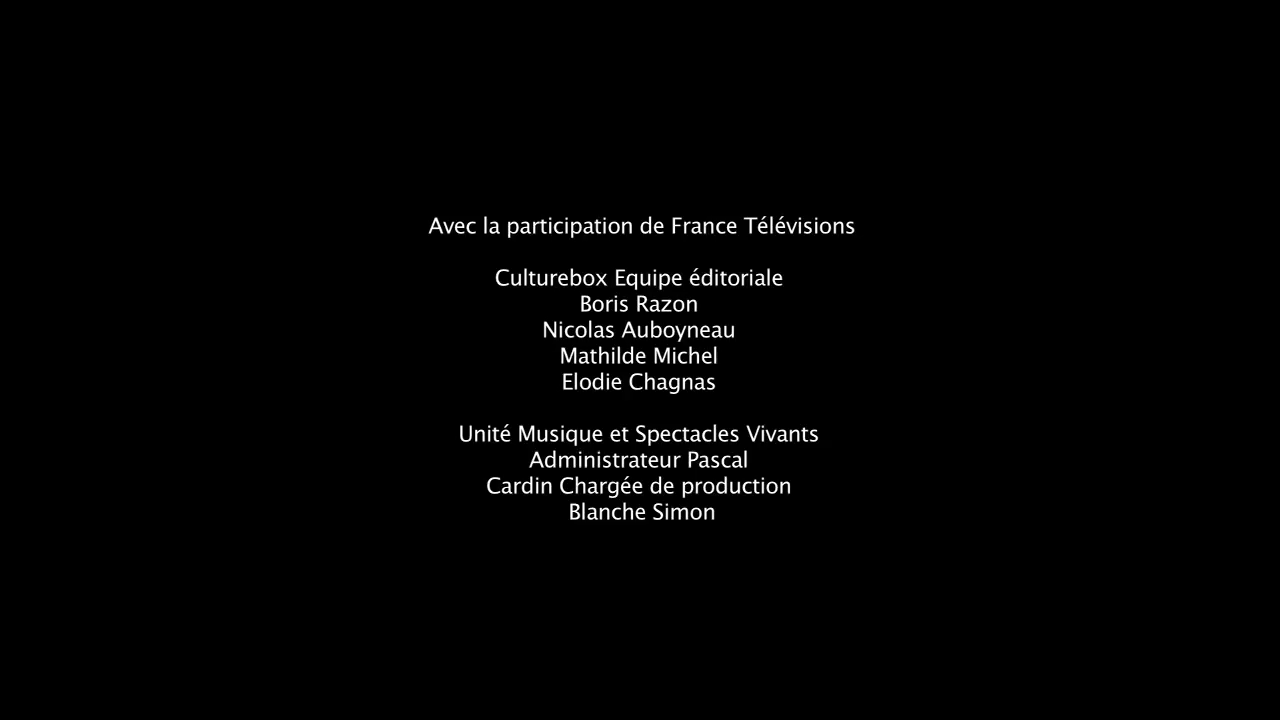 Avec la participation de France Télévisions
Culturebox Equipe éditoriale
Boris Razon
Nicolas Auboyneau
Mathilde Michel
Elodie Chagnas
Unité Musique et Spectacles Vivants
Administrateur Pascal
Cardin Chargée de production
Blanche Simon